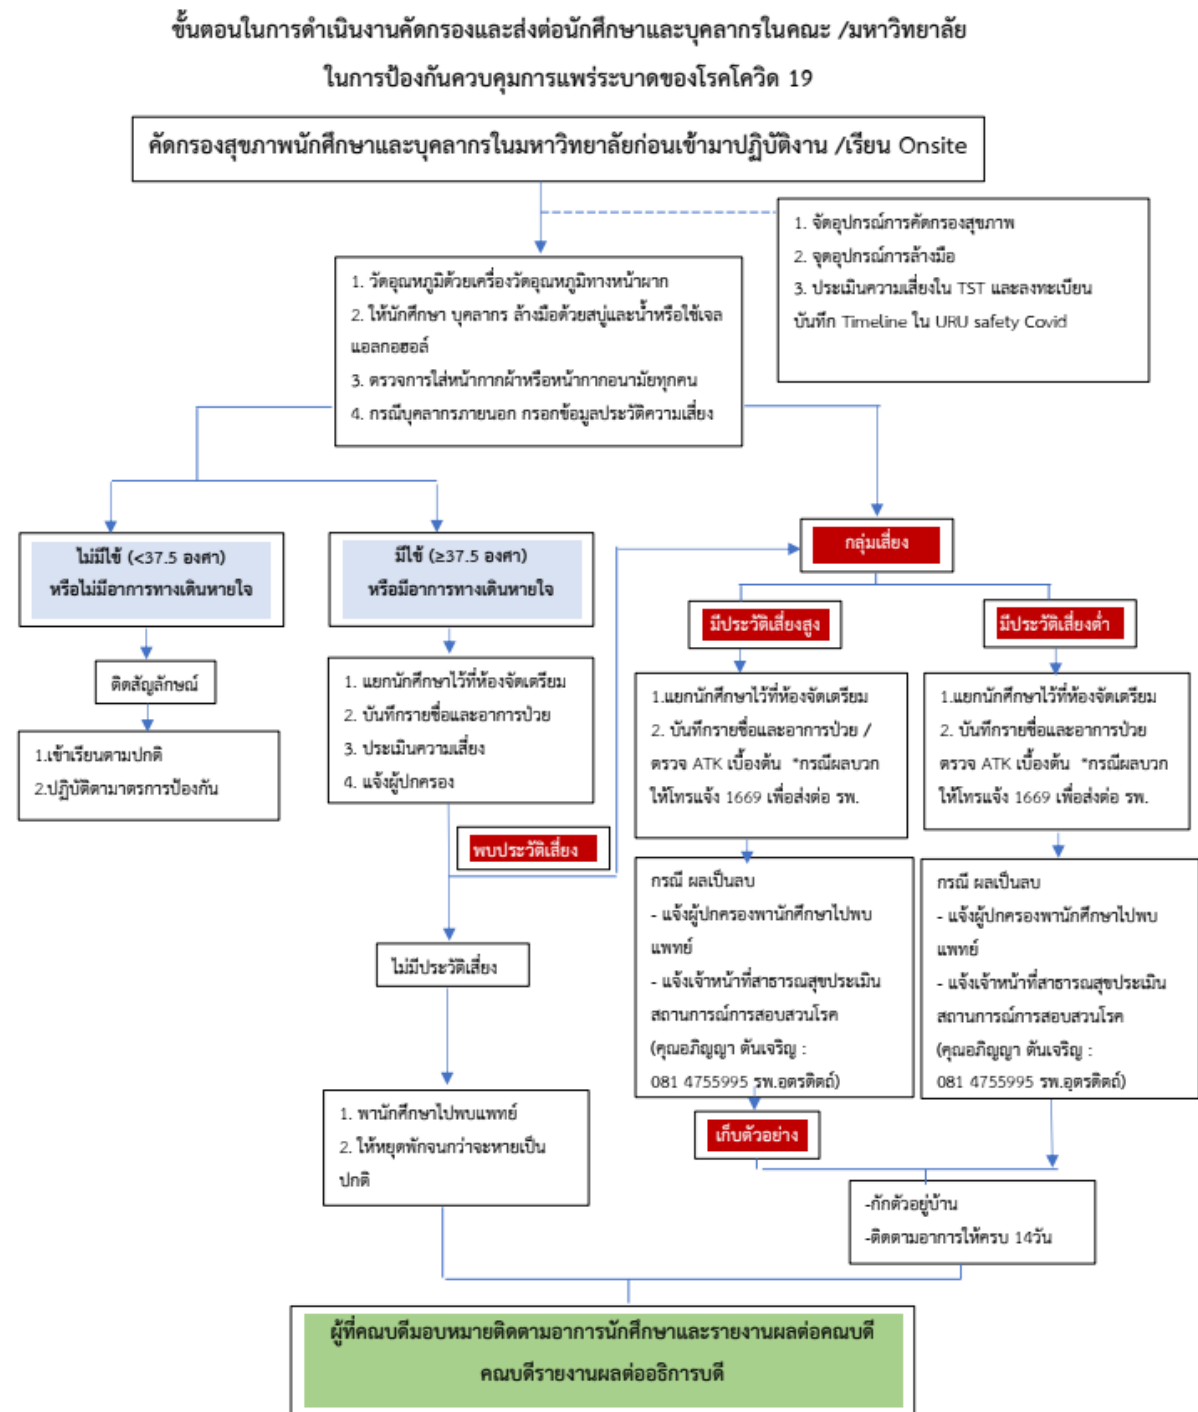 ขั้นตอนในการดำเนินงานคัดกรองและส่งต่อนักศึกษาและบุคลากรในคณะ /มหาวิทยาลัย
ในการป้องกันควบคุมการแพร่ระบาดของโรคโควิด 19
คัดกรองสุขภาพนักศึกษาและบุคลากรในมหาวิทยาลัยก่อนเข้ามาปฏิบัติงาน /เรียน Onsite
1. จัดอุปกรณ์การคัดกรองสุขภาพ
2. จุดอุปกรณ์การล้างมือ
3. ประเมินความเสี่ยงใน TST และลงทะเบียน
บันทึก Timeline ใน URU safety Covid
1. วัดอุณหภูมิด้วยเครื่องวัดอุณหภูมิทางหน้าผาก
2. ให้นักศึกษา บุคลากร ล้างมือด้วยสบู่และน้ำหรือใช้เจล
แอลกอฮอล์
3. ตรวจการใส่หน้ากากผ้าหรือหน้ากากอนามัยทุกคน
4. กรณีบุคลากรภายนอก กรอกข้อมูลประวัติความเสี่ยง
ไม่มีไข้ (<37.5 องศา)
หรือไม่มีอาการทางเดินหายใจ
มีไข้ (≥37.5 องศา)
หรือมีอาการทางเดินหายใจ
กลุ่มเสี่ยง
มีประวัติเสี่ยงสูง
มีประวัติเสี่ยงต่ำ
ติดสัญลักษณ์
1.เข้าเรียนตามปกติ
2.ปฏิบัติตามาตรการป้องกัน
1. แยกนักศึกษาไว้ที่ห้องจัดเตรียม
2. บันทึกรายชื่อและอาการป่วย
3. ประเมินความเสี่ยง
4. แจ้งผู้ปกครอง
1.แยกนักศึกษาไว้ที่ห้องจัดเตรียม
2. บันทึกรายชื่อและอาการป่วย /
ตรวจ ATK เบื้องต้น *กรณีผลบวก
ให้โทรแจ้ง 1669 เพื่อส่งต่อ รพ.
1.แยกนักศึกษาไว้ที่ห้องจัดเตรียม
2. บันทึกรายชื่อและอาการป่วย
ตรวจ ATK เบื้องต้น *กรณีผลบวก
ให้โทรแจ้ง 1669 เพื่อส่งต่อ รพ.
พบประวัติเสี่ยง
กรณี ผลเป็นลบ
- แจ้งผู้ปกครองพานักศึกษาไปพบ
แพทย์
- แจ้งเจ้าหน้าที่สาธารณสุขประเมิน
สถานการณ์การสอบสวนโรค
(คุณอภิญญา ตันเจริญ :
081 4755995 รพ.อุตรดิตถ์)
กรณี ผลเป็นลบ
- แจ้งผู้ปกครองพานักศึกษาไปพบ
แพทย์
- แจ้งเจ้าหน้าที่สาธารณสุขประเมิน
สถานการณ์การสอบสวนโรค
(คุณอภิญญา ตันเจริญ :
081 4755995 รพ.อุตรดิตถ์)
ไม่มีประวัติเสี่ยง
1. พานักศึกษาไปพบแพทย์
2. ให้หยุดพักจนกว่าจะหายเป็น
ปกติ
เก็บตัวอย่าง
-กักตัวอยู่บ้าน
-ติดตามอาการให้ครบ 14วัน
ผู้ที่คณบดีมอบหมายติดตามอาการนักศึกษาและรายงานผลต่อคณบดี
คณบดีรายงานผลต่ออธิการบดี